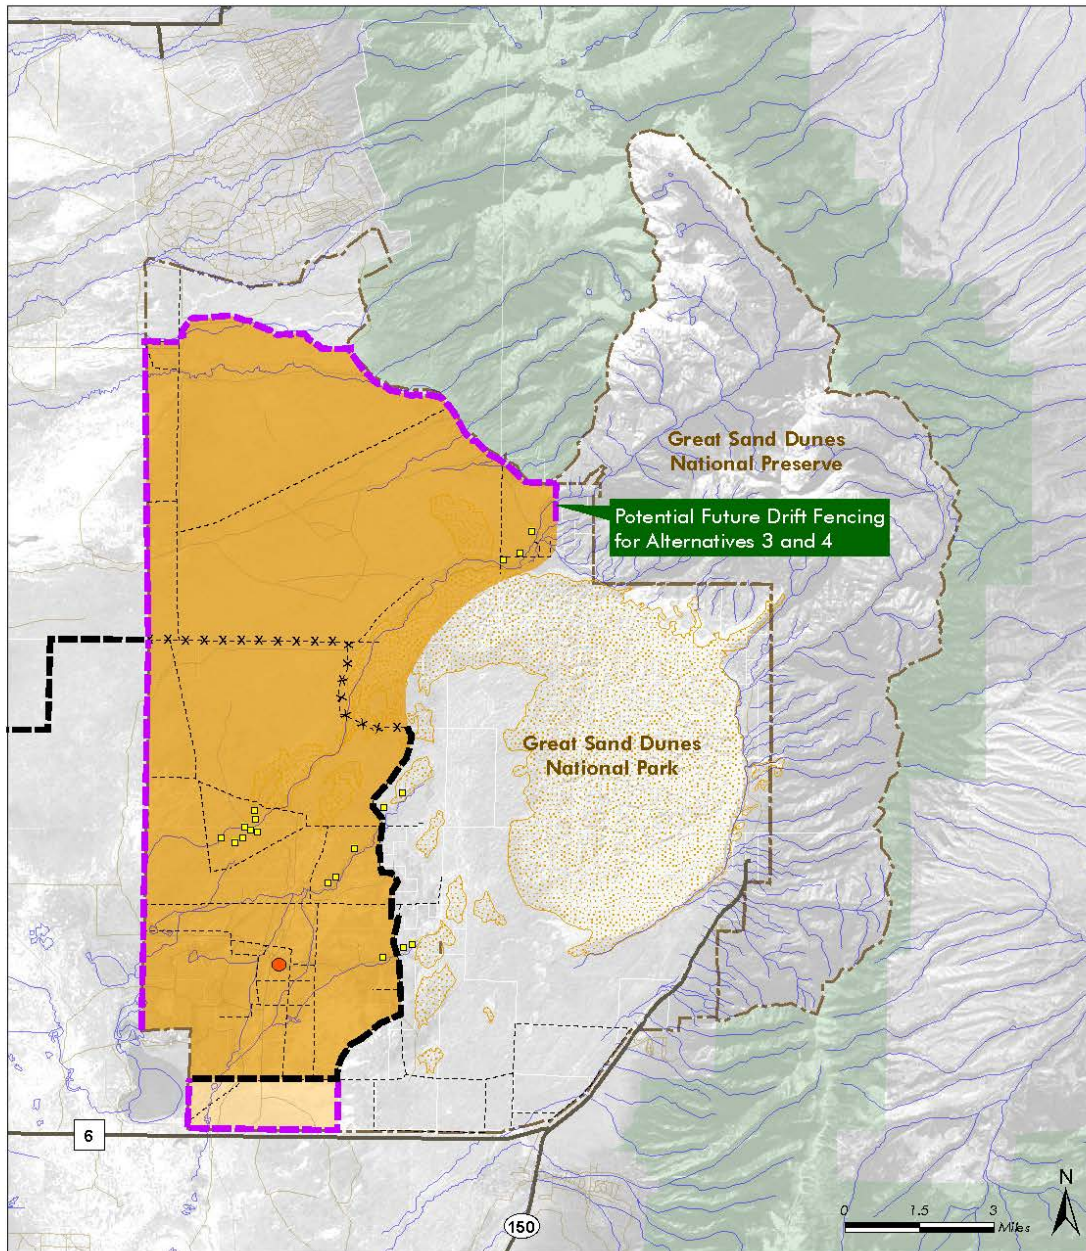 Great Sand Dunes
National Preserve
Potential Future Drift Fencing
for Alternatives 3 and 4
Great Sand Dunes
National Park
6
150
N
0 1.5 3
Miles